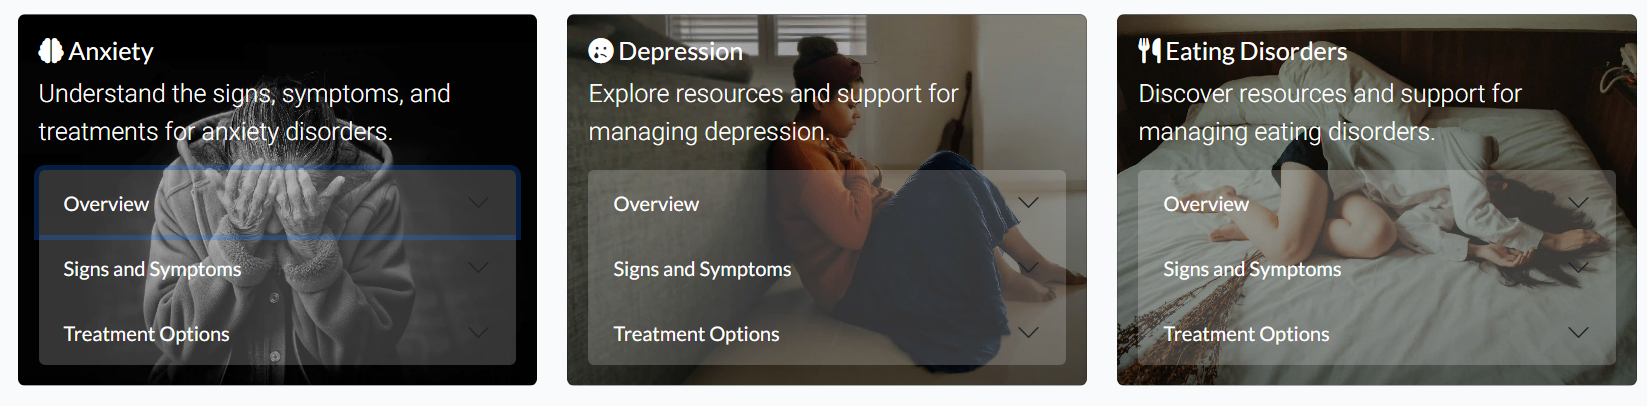 Anxiety
Understand the signs, symptoms, and
treatments for anxiety disorders.
Overview
Signs and Symptoms
Treatment Options
Depression
Explore resources and support for
managing depression.
Overview
Signs and Symptoms
Treatment Options
Eating Disorders
Discover resources and support for
managing eating disorders.
Overview
Signs and Symptoms
Treatment Options